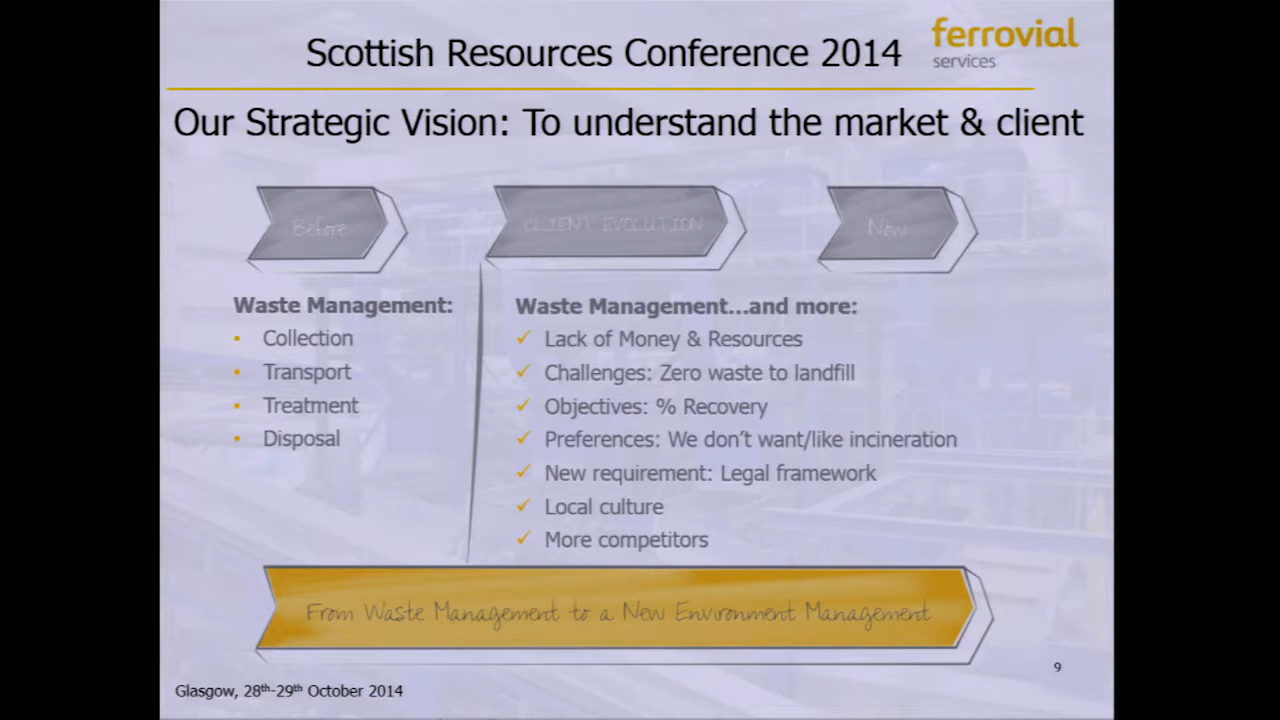 Scottish Resources Conference 2014
ferrovial
services
Our Strategic Vision: To understand the market & client
Before
CLIENT EVOLUTION
Now
Waste Management:
• Collection
• Transport
• Treatment
• Disposal
Waste Management...and more:
✓ Lack of Money & Resources
✓ Challenges: Zero waste to landfill
✓ Objectives: % Recovery
✓ Preferences: We don't want/like incineration
✓ New requirement: Legal framework
✓ Local culture
✓ More competitors
From Waste Management to a New Environment Management
9
Glasgow, 28th-29th October 2014